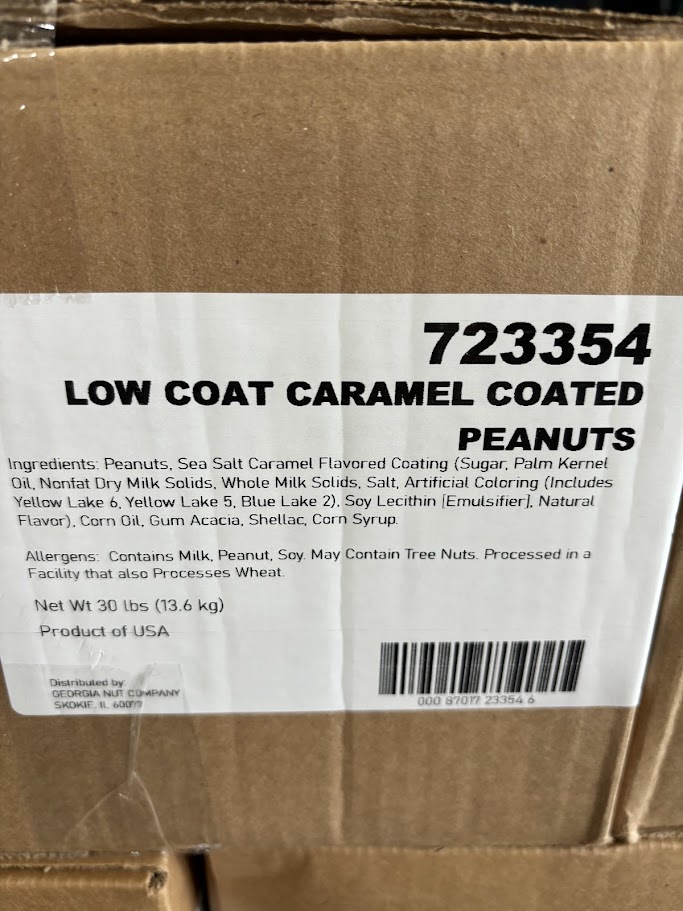 723354
LOW COAT CARAMEL COATED
PEANUTS
Ingredients: Peanuts, Sea Salt Caramel Flavored Coating (Sugar, Palm Kernel
Oil, Nonfat Dry Milk Solids, Whole Milk Solids, Salt, Artificial Coloring (Includes
Yellow Lake 6, Yellow Lake 5, Blue Lake 2), Soy Lecithin [Emulsifier], Natural
Flavor), Corn Oil, Gum Acacia, Shellac, Corn Syrup.
Allergens: Contains Milk, Peanut, Soy. May Contain Tree Nuts. Processed in a
Facility that also Processes Wheat.
Net Wt 30 lbs (13.6 kg)
Product of USA
Distributed by:
GEORGIA NUT COMPANY
SKOKIE, IL 60077
000 87017 23354 6